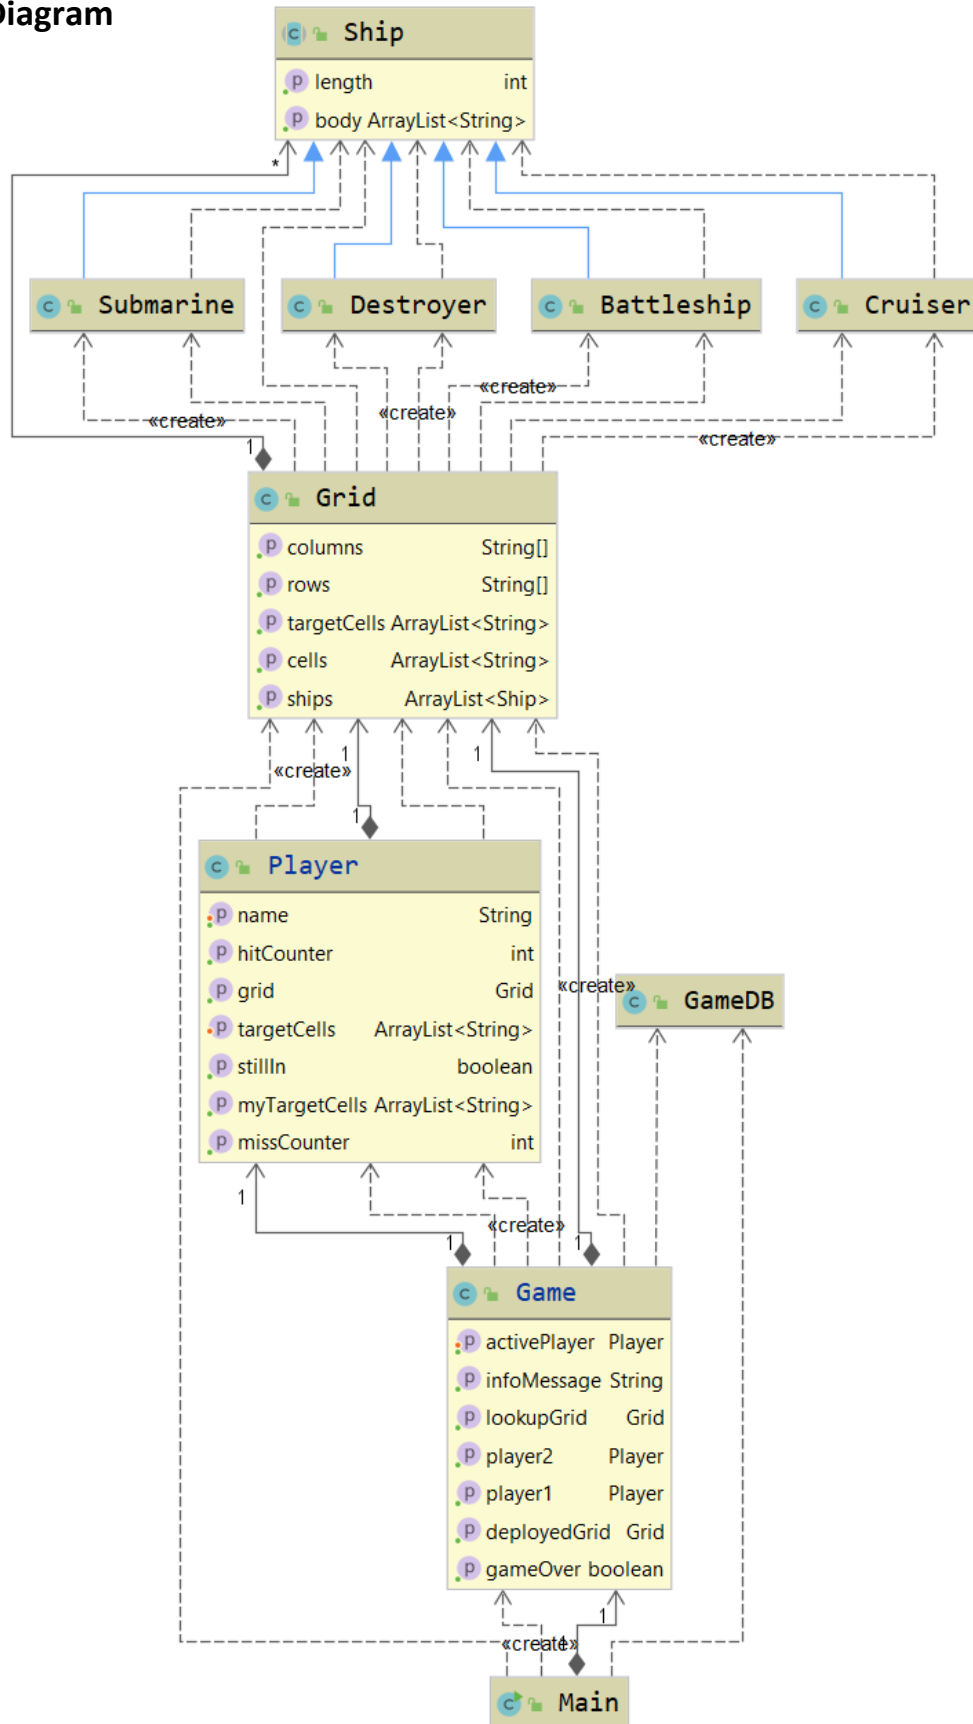 Diagram
C Ship
p length int
p body ArrayList<String>
*
C Submarine
C Destroyer
C Battleship
C Cruiser
«create»
«create»
«create»
«create»
1
C Grid
p columns String[]
p rows String[]
p targetCells ArrayList<String>
p cells ArrayList<String>
p ships ArrayList<Ship>
1
1
«create»
1
C Player
p name String
p hitCounter int
p grid Grid
p targetCells ArrayList<String>
p stillIn boolean
p myTargetCells ArrayList<String>
p missCounter int
«create»
C GameDB
1
«create»
1
1
C Game
p activePlayer Player
p infoMessage String
p lookupGrid Grid
p player2 Player
p player1 Player
p deployedGrid Grid
p gameOver boolean
1
«create»
1
C Main